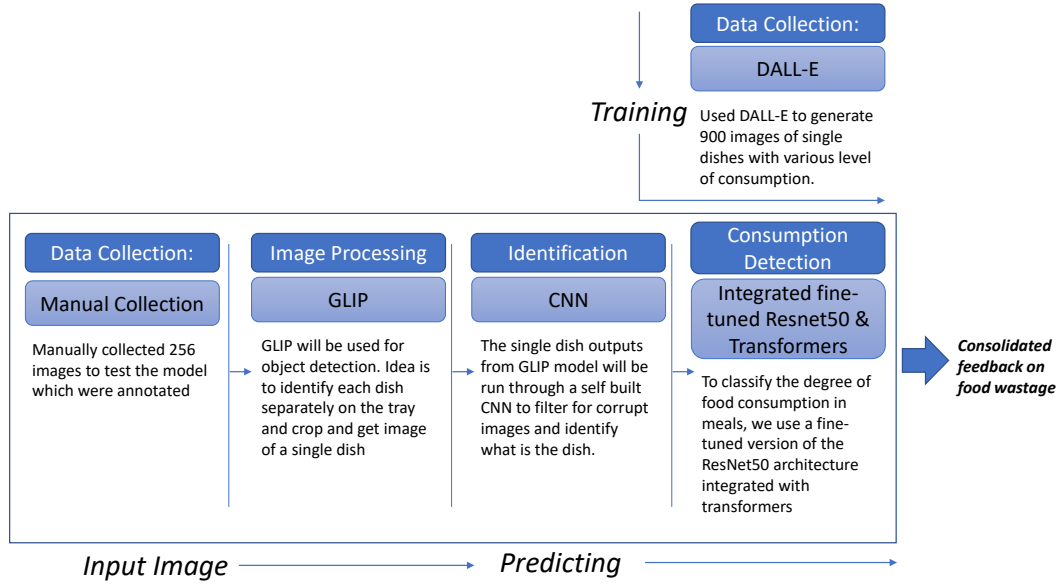 Data Collection:
DALL-E
Training
Used DALL-E to generate
900 images of single
dishes with various level
of consumption.
Data Collection:
Manual Collection
Manually collected 256
images to test the model
which were annotated
Image Processing
GLIP
GLIP will be used for
object detection. Idea is
to identify each dish
separately on the tray
and crop and get image
of a single dish
Identification
CNN
The single dish outputs
from GLIP model will be
run through a self built
CNN to filter for corrupt
images and identify
what is the dish.
Consumption
Detection
Integrated fine-
tuned Resnet50 &
Transformers
To classify the degree of
food consumption in
meals, we use a fine-
tuned version of the
ResNet50 architecture
integrated with
transformers
Consolidated
feedback on
food wastage
Input Image
Predicting